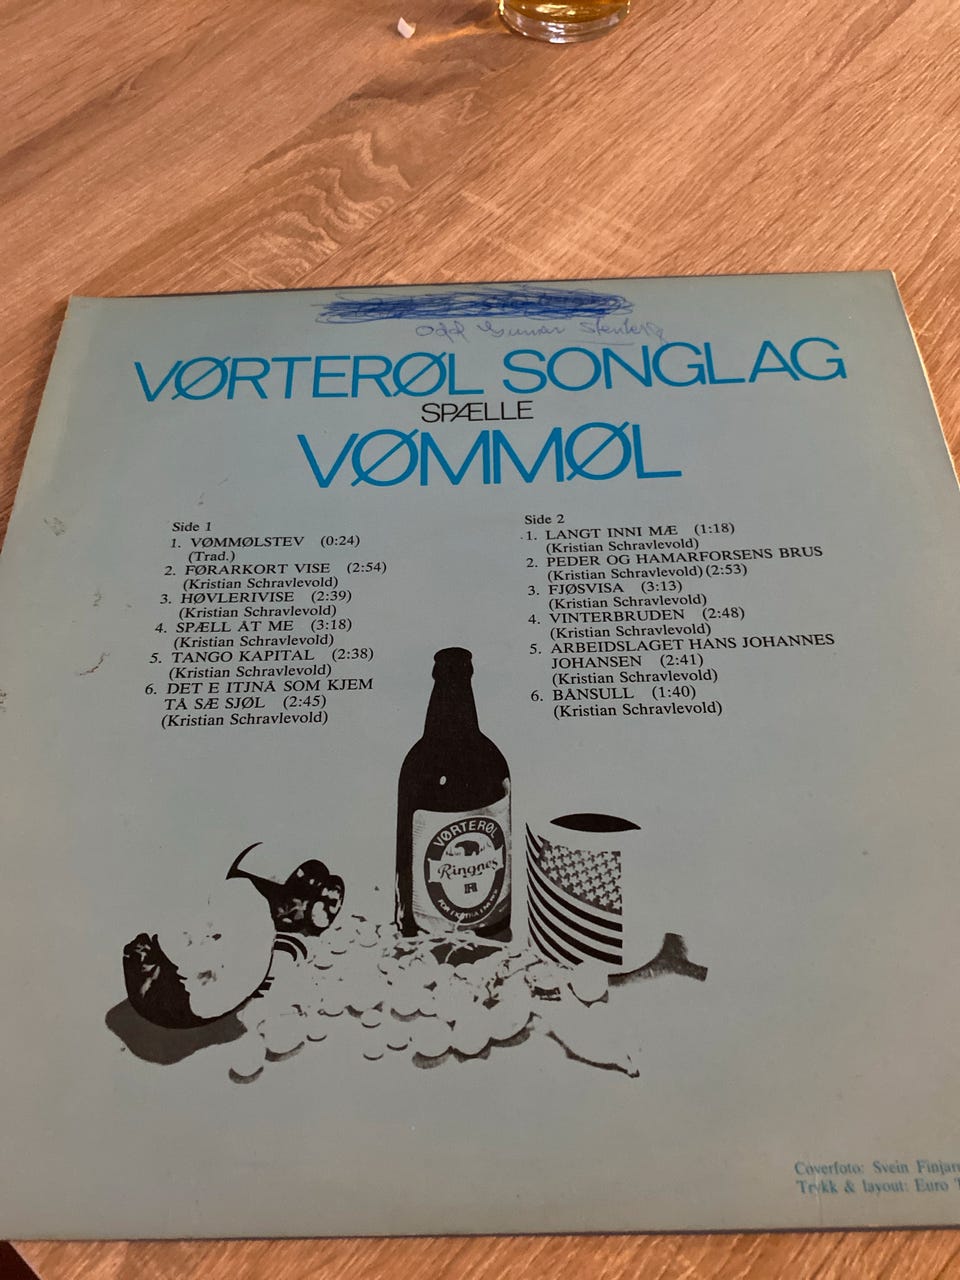 Odd Gunnar Stenberg
VØRTERØL SONGLAG
SPÆLLE
VØMMØL
Side 1
1. VØMMØLSTEV (0:24)
(Trad.)
2. FØRARKORT VISE (2:54)
(Kristian Schravlevold)
3. HØVLERIVISE (2:39)
(Kristian Schravlevold)
4. SPÆLL ÅT ME (3:18)
(Kristian Schravlevold)
5. TANGO KAPITAL (2:38)
(Kristian Schravlevold)
6. DET E ITJNÅ SOM KJEM
TÅ SÆ SJØL (2:45)
(Kristian Schravlevold)
Side 2
1. LANGT INNI MÆ (1:18)
(Kristian Schravlevold)
2. PEDER OG HAMARFORSENS BRUS
(Kristian Schravlevold) (2:53)
3. FJØSVISA (3:13)
(Kristian Schravlevold)
4. VINTERBRUDEN (2:48)
(Kristian Schravlevold)
5. ARBEIDSLAGET HANS JOHANNES
JOHANSEN (2:41)
(Kristian Schravlevold)
6. BÅNSULL (1:40)
(Kristian Schravlevold)
VØRTERØL
Ringnes
Coverfoto: Svein Finjar
Trykk & layout: Euro